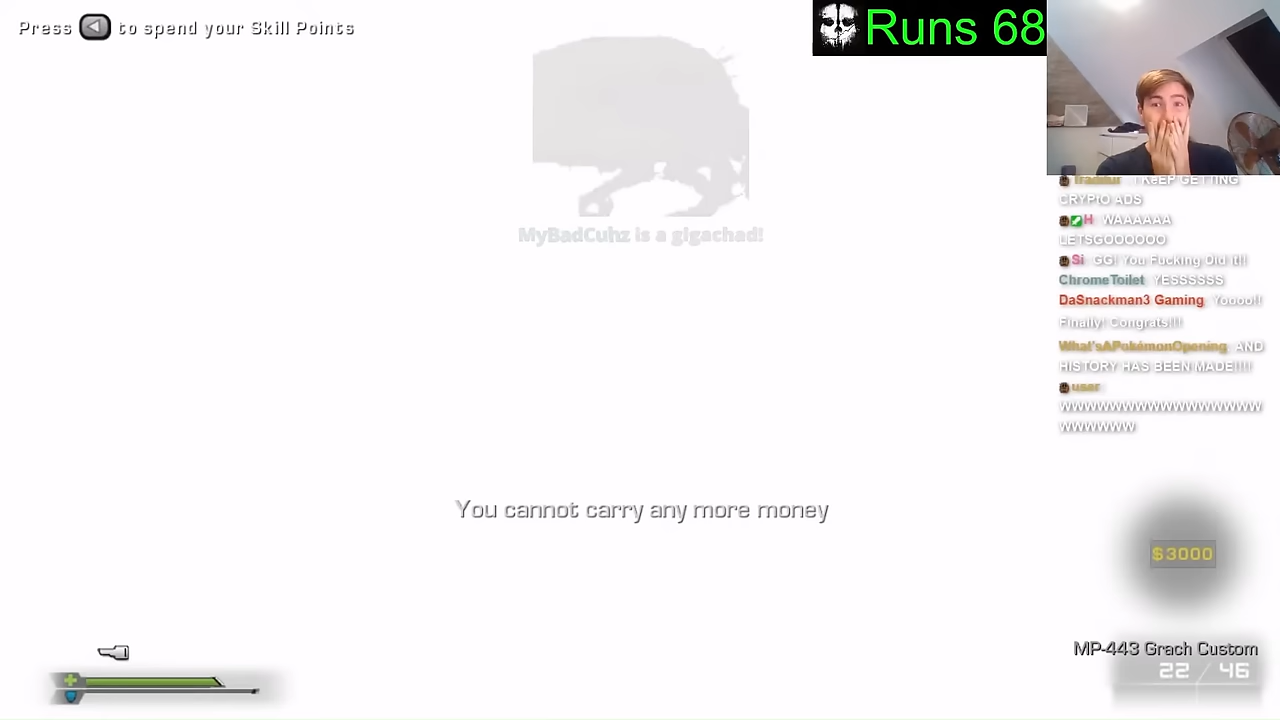 Press to spend your Skill Points
Runs 68
MyBadCuhz is a gigachad!
KeEP GETTING
CRYPtO ADS
H WAAAAAA
LETSGOOOOOO
Si GG! You Fucking Did It!!
ChromeToilet YESSSSSS
DaSnackman3 Gaming Yoooo!!
Finally! Congrats!!!
What'sAPokémonOpening AND
HISTORY HAS BEEN MADE!!!!
user
You cannot carry any more money
$3000
MP-443 Grach Custom
22 / 46